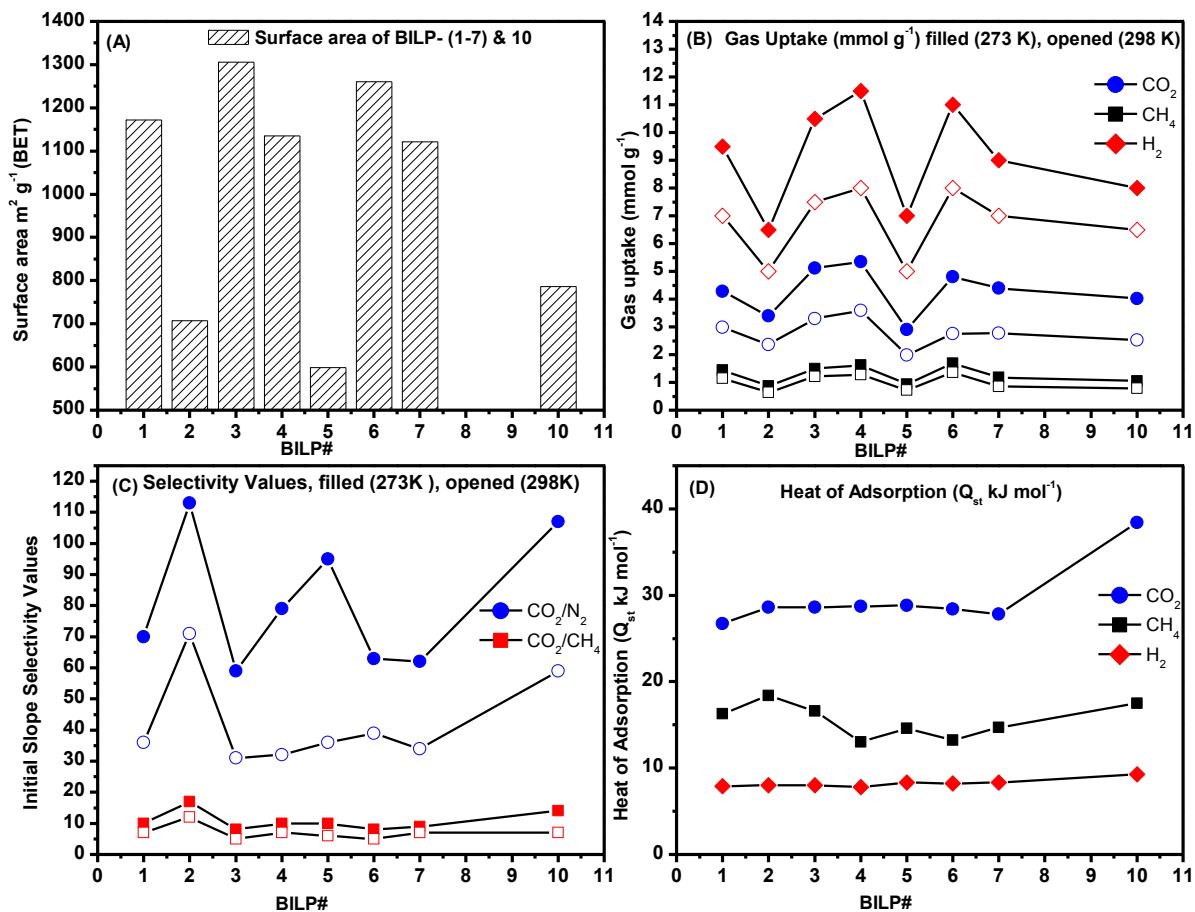 (A)
Surface area of BILP- (1-7) & 10
1400
1300
1200
1100
1000
900
800
700
600
500
Surface area m² g⁻¹ (BET)
0 1 2 3 4 5 6 7 8 9 10 11
BILP#
(B) Gas Uptake (mmol g⁻¹) filled (273 K), opened (298 K)
CO₂
CH₄
H₂
14
13
12
11
10
9
8
7
6
5
4
3
2
1
0
Gas uptake (mmol g⁻¹)
0 1 2 3 4 5 6 7 8 9 10 11
BILP#
(C) Selectivity Values, filled (273K ), opened (298K)
CO₂/N₂
CO₂/CH₄
120
110
100
90
80
70
60
50
40
30
20
10
0
Initial Slope Selectivity Values
0 1 2 3 4 5 6 7 8 9 10 11
BILP#
(D) Heat of Adsorption (Qst kJ mol⁻¹)
CO₂
CH₄
H₂
40
30
20
10
0
Heat of Adsorption (Qst kJ mol⁻¹)
0 1 2 3 4 5 6 7 8 9 10 11
BILP#